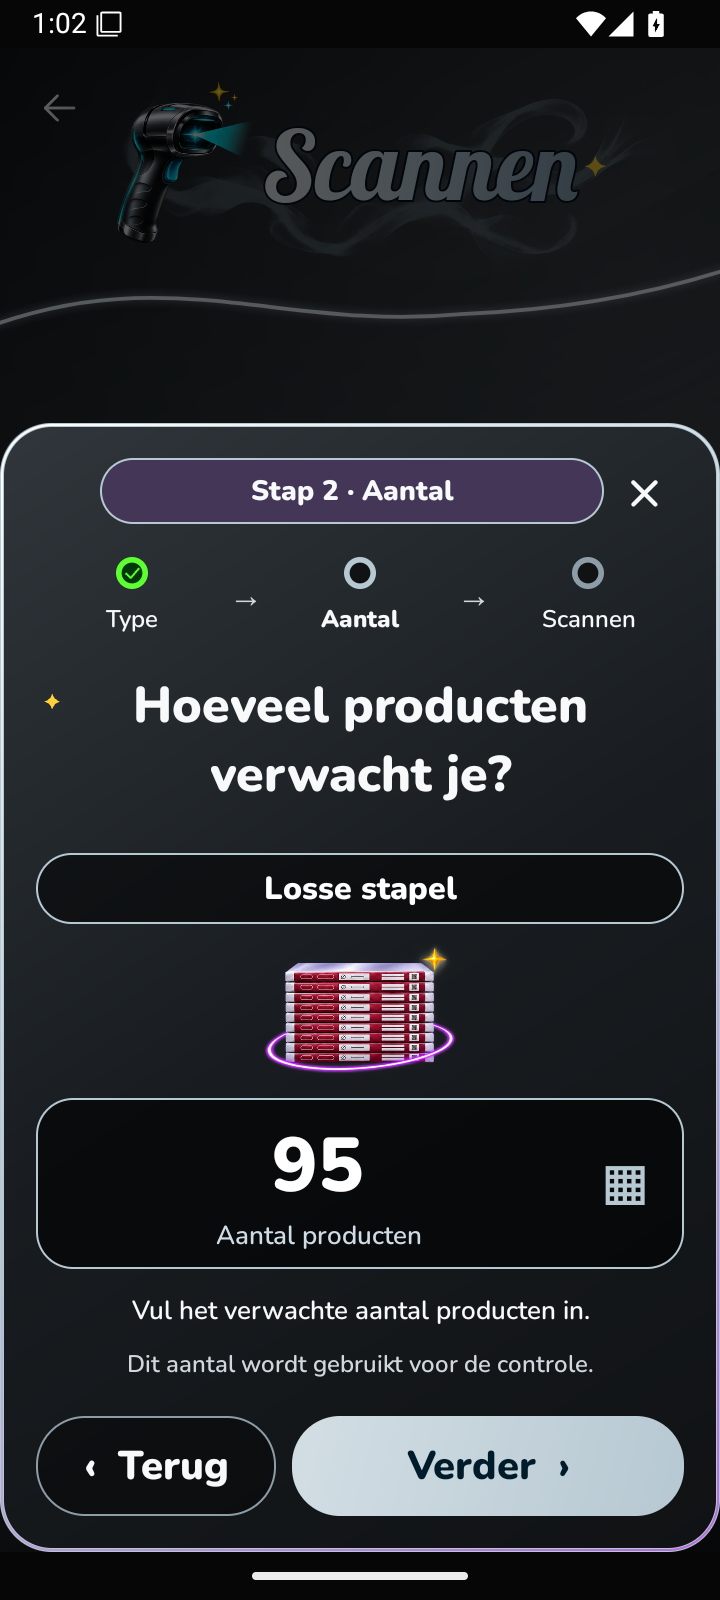 1:02
Scannen
Stap 2 · Aantal
Type → Aantal → Scannen
Hoeveel producten
verwacht je?
Losse stapel
95
Aantal producten
Vul het verwachte aantal producten in.
Dit aantal wordt gebruikt voor de controle.
‹ Terug
Verder ›